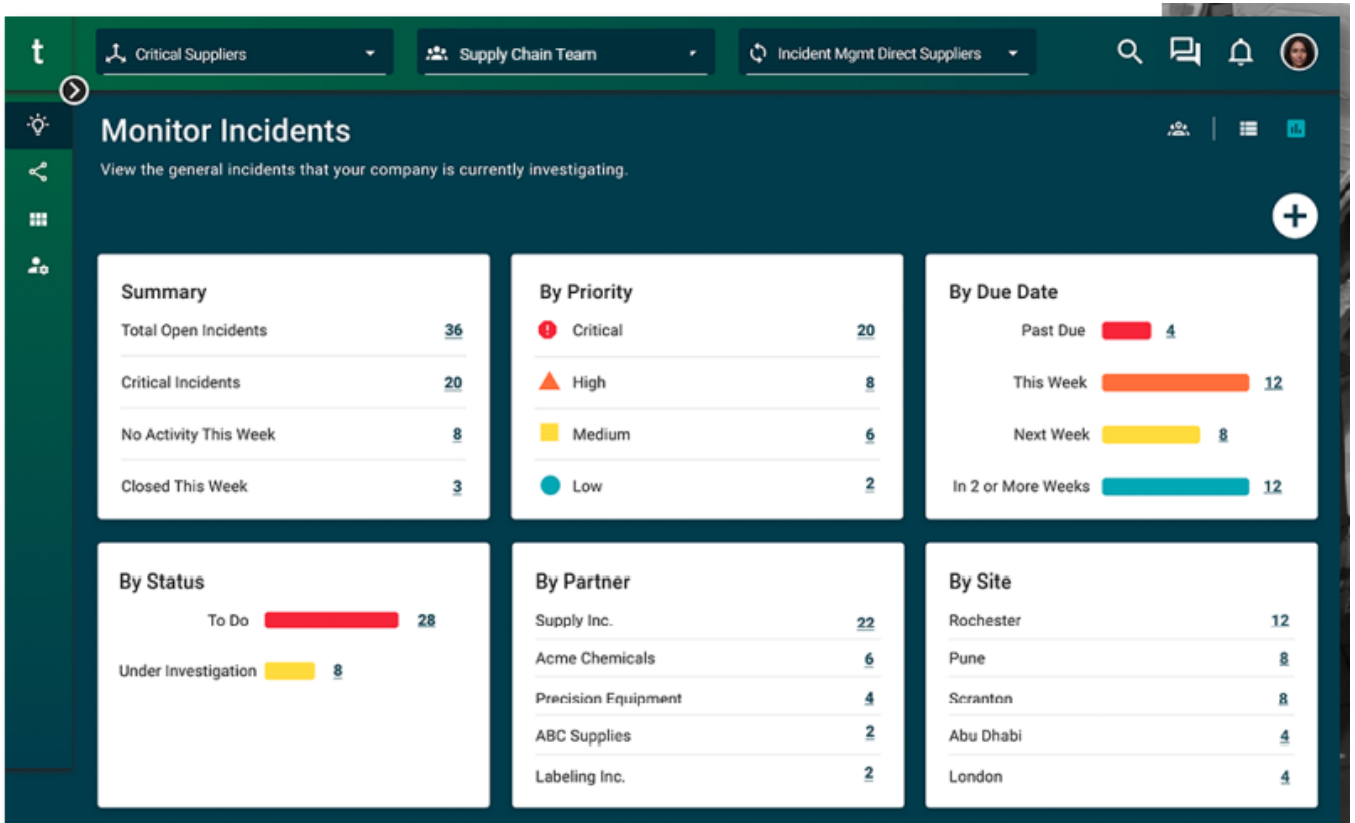 t
Critical Suppliers
Supply Chain Team
Incident Mgmt Direct Suppliers
Monitor Incidents
View the general incidents that your company is currently investigating.
Summary
Total Open Incidents 36
Critical Incidents 20
No Activity This Week 8
Closed This Week 3
By Priority
Critical 20
High 8
Medium 6
Low 2
By Due Date
Past Due 4
This Week 12
Next Week 8
In 2 or More Weeks 12
By Status
To Do 28
Under Investigation 8
By Partner
Supply Inc. 22
Acme Chemicals 6
Precision Equipment 4
ABC Supplies 2
Labeling Inc. 2
By Site
Rochester 12
Pune 8
Scranton 8
Abu Dhabi 4
London 4